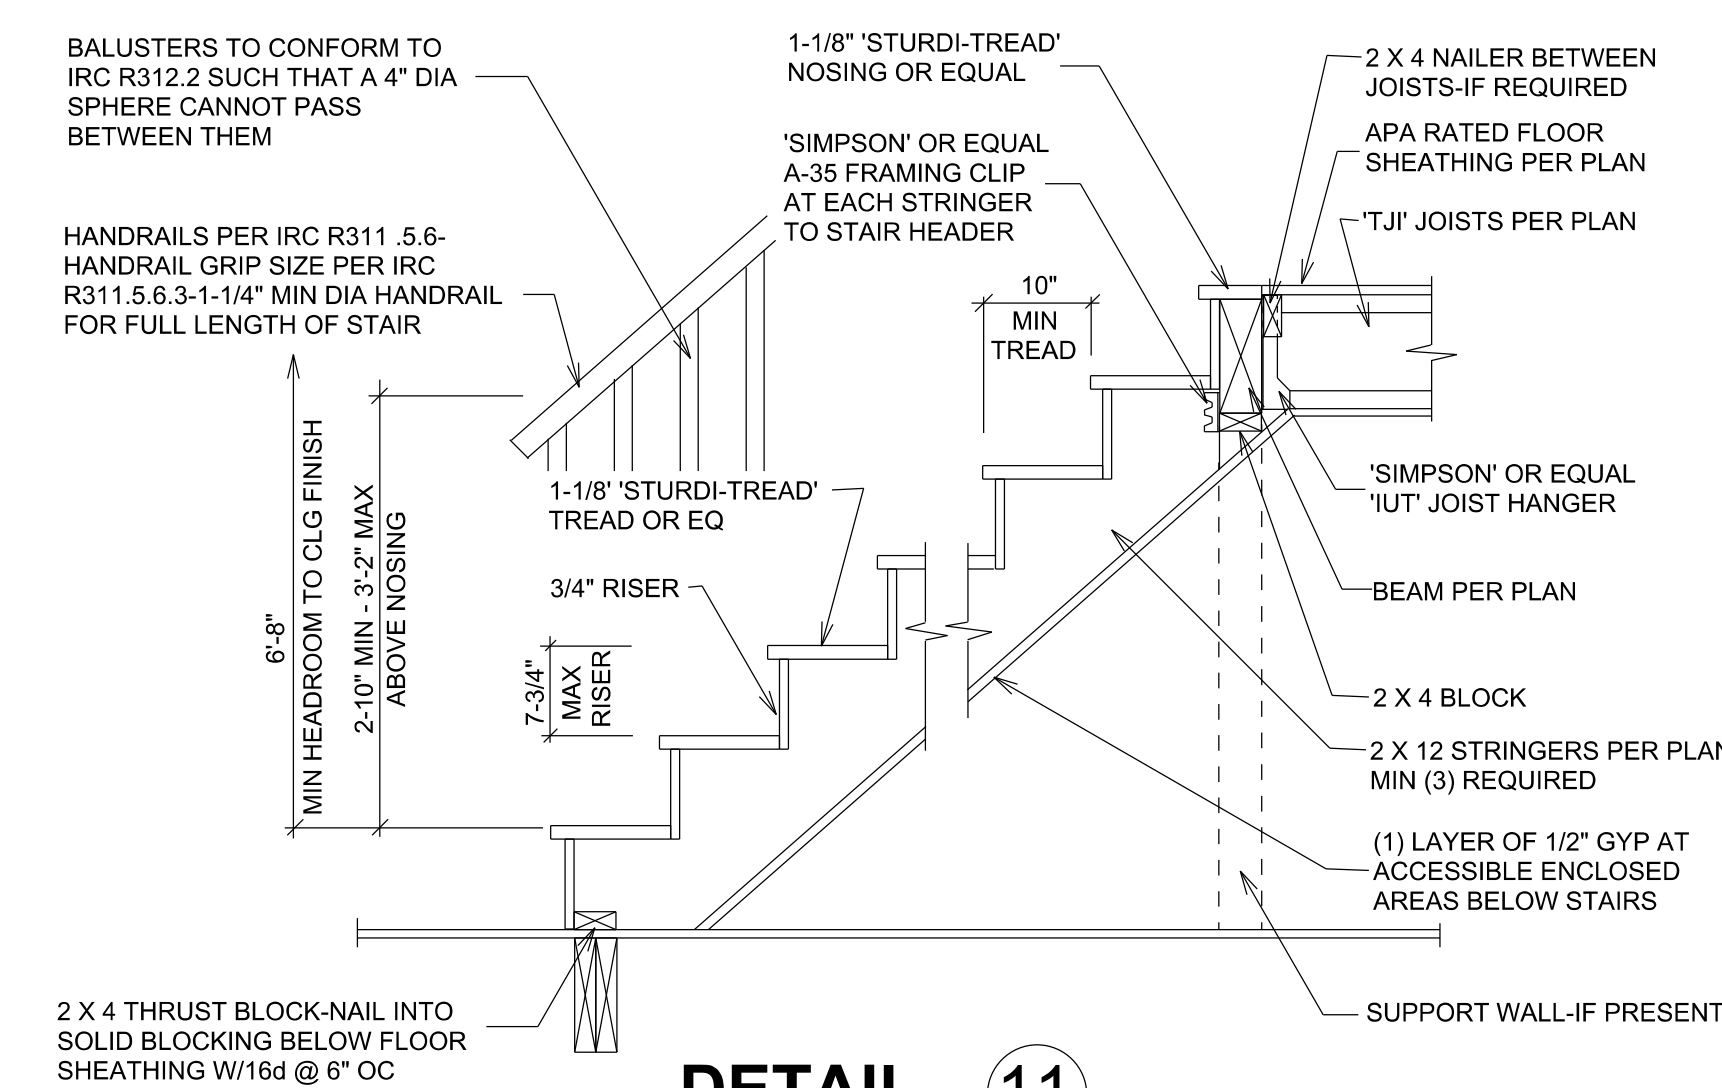 BALUSTERS TO CONFORM TO
IRC R312.2 SUCH THAT A 4" DIA
SPHERE CANNOT PASS
BETWEEN THEM
1-1/8" 'STURDI-TREAD'
NOSING OR EQUAL
2 X 4 NAILER BETWEEN
JOISTS-IF REQUIRED
APA RATED FLOOR
SHEATHING PER PLAN
'SIMPSON' OR EQUAL
A-35 FRAMING CLIP
AT EACH STRINGER
TO STAIR HEADER
'TJI' JOISTS PER PLAN
HANDRAILS PER IRC R311 .5.6-
HANDRAIL GRIP SIZE PER IRC
R311.5.6.3-1-1/4" MIN DIA HANDRAIL
FOR FULL LENGTH OF STAIR
10"
MIN
TREAD
6'-8"
MIN HEADROOM TO CLG FINISH
2-10" MIN - 3'-2" MAX
ABOVE NOSING
1-1/8' 'STURDI-TREAD'
TREAD OR EQ
3/4" RISER
7-3/4"
MAX
RISER
'SIMPSON' OR EQUAL
'IUT' JOIST HANGER
BEAM PER PLAN
2 X 4 BLOCK
2 X 12 STRINGERS PER PLAN
MIN (3) REQUIRED
(1) LAYER OF 1/2" GYP AT
ACCESSIBLE ENCLOSED
AREAS BELOW STAIRS
SUPPORT WALL-IF PRESENT
2 X 4 THRUST BLOCK-NAIL INTO
SOLID BLOCKING BELOW FLOOR
SHEATHING W/16d @ 6" OC
DETAIL 11